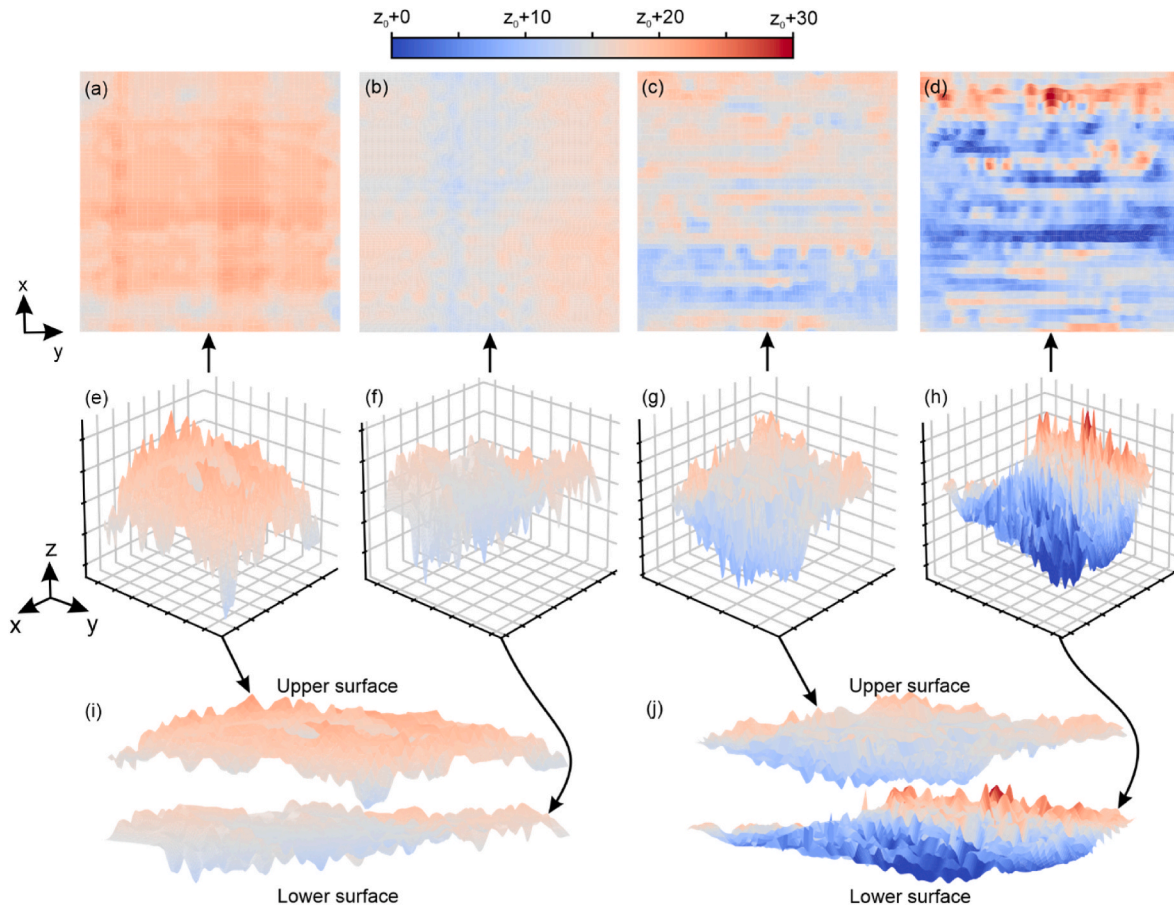 z₀+0 z₀+10 z₀+20 z₀+30
(a) (b) (c) (d)
x
y
(e) (f) (g) (h)
z
x y
Upper surface Upper surface
(i) (j)
Lower surface Lower surface